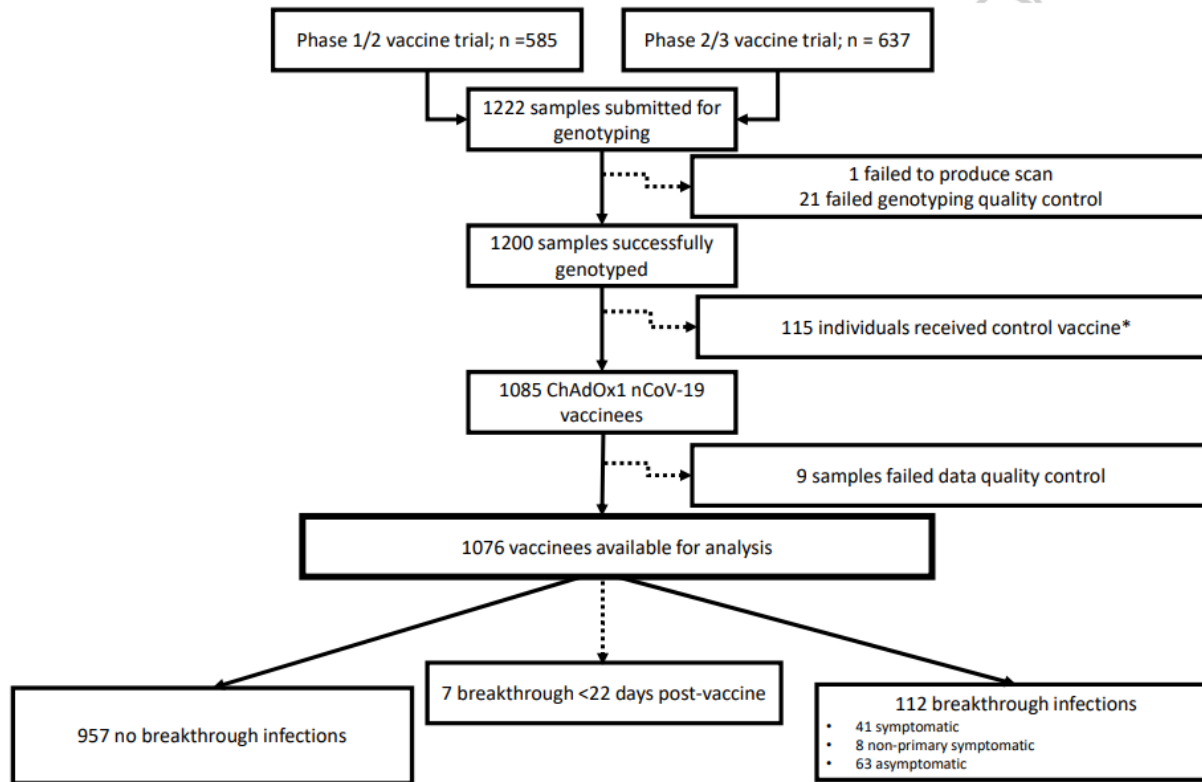 Phase 1/2 vaccine trial; n =585
Phase 2/3 vaccine trial; n = 637
1222 samples submitted for
genotyping
1 failed to produce scan
21 failed genotyping quality control
1200 samples successfully
genotyped
115 individuals received control vaccine*
1085 ChAdOx1 nCoV-19
vaccinees
9 samples failed data quality control
1076 vaccinees available for analysis
957 no breakthrough infections
7 breakthrough <22 days post-vaccine
112 breakthrough infections
• 41 symptomatic
• 8 non-primary symptomatic
• 63 asymptomatic